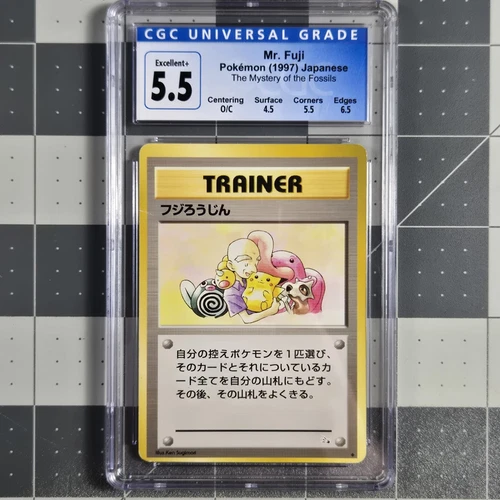 CGC UNIVERSAL GRADE
Excellent+
5.5
Mr. Fuji
Pokémon (1997) Japanese
The Mystery of the Fossils
Centering Surface Corners Edges
O/C 4.5 5.5 6.5
TRAINER
フジろうじん
自分の控えポケモンを1匹選び、
そのカードとそれについているカ
ード全てを自分の山札にもどす。
その後、その山札をよくきる。
Illus. Ken Sugimori